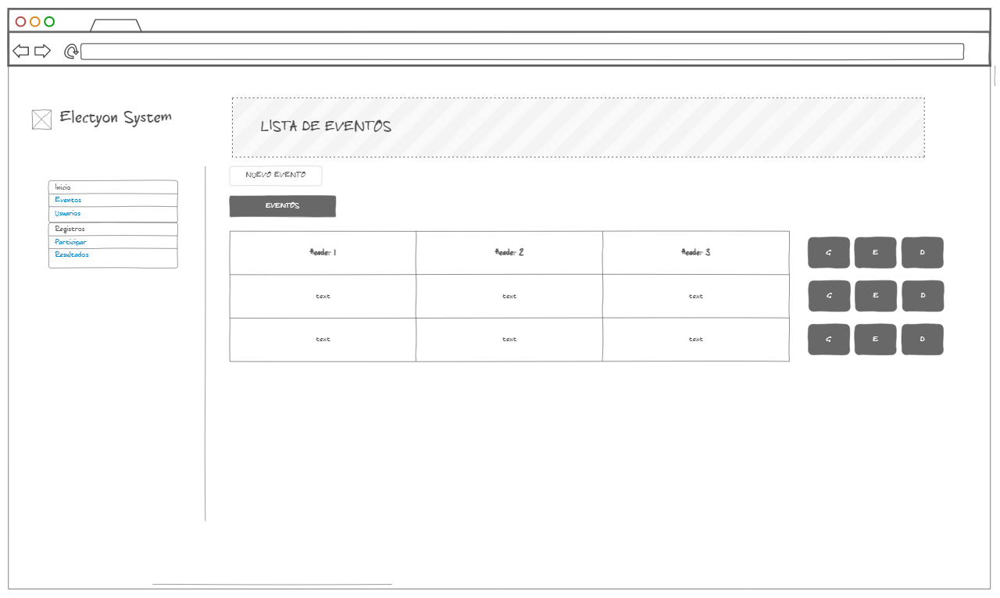 Electyon System
LISTA DE EVENTOS
NUEVO EVENTO
EVENTOS
Inicio
Eventos
Usuarios
Registros
Participar
Resultados
Header 1 Header 2 Header 3 G E D
text text text G E D
text text text G E D